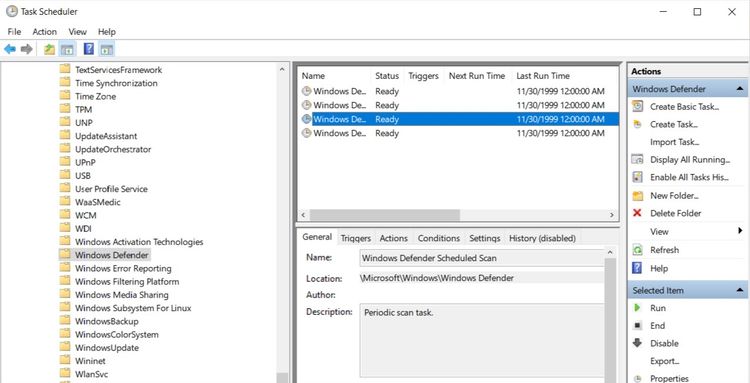 Task Scheduler
File Action View Help
TextServicesFramework
Time Synchronization
Time Zone
TPM
UNP
UpdateAssistant
UpdateOrchestrator
UPnP
USB
User Profile Service
WaaSMedic
WCM
WDI
Windows Activation Technologies
Windows Defender
Windows Error Reporting
Windows Filtering Platform
Windows Media Sharing
Windows Subsystem For Linux
WindowsBackup
WindowsColorSystem
WindowsUpdate
Wininet
WlanSvc
Name Status Triggers Next Run Time Last Run Time
Windows De... Ready 11/30/1999 12:00:00 AM
Windows De... Ready 11/30/1999 12:00:00 AM
Windows De... Ready 11/30/1999 12:00:00 AM
Windows De... Ready 11/30/1999 12:00:00 AM
General Triggers Actions Conditions Settings History (disabled)
Name: Windows Defender Scheduled Scan
Location: \Microsoft\Windows\Windows Defender
Author:
Description: Periodic scan task.
Actions
Windows Defender
Create Basic Task...
Create Task...
Import Task...
Display All Running...
Enable All Tasks His...
New Folder...
Delete Folder
View
Refresh
Help
Selected Item
Run
End
Disable
Export...
Properties